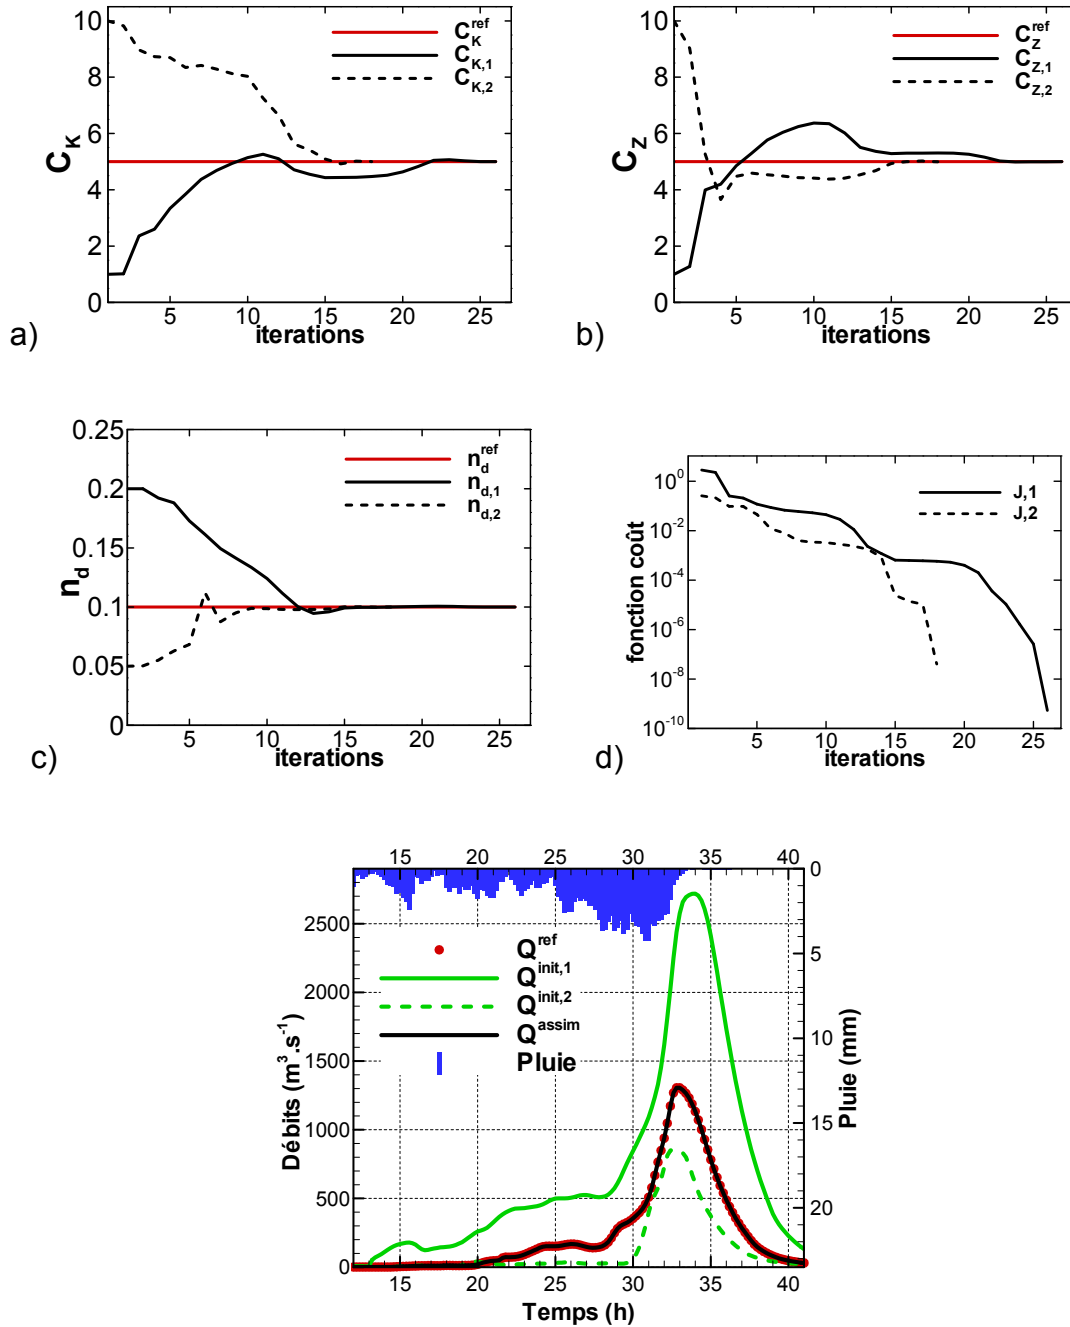 10
8
6
4
2
0
C_K
C_K^ref
C_K,1
C_K,2
5 10 15 20 25
iterations
a)
10
8
6
4
2
0
C_Z
C_Z^ref
C_Z,1
C_Z,2
5 10 15 20 25
iterations
b)
0.25
0.2
0.15
0.1
0.05
0
n_d
n_d^ref
n_d,1
n_d,2
5 10 15 20 25
iterations
c)
10^0
10^-2
10^-4
10^-6
10^-8
10^-10
fonction coût
J,1
J,2
5 10 15 20 25
iterations
d)
15 20 25 30 35 40
2500
2000
1500
1000
500
0
Débits (m^3.s^-1)
Q^ref
Q^init,1
Q^init,2
Q^assim
Pluie
0
5
10
15
20
Pluie (mm)
15 20 25 30 35 40
Temps (h)